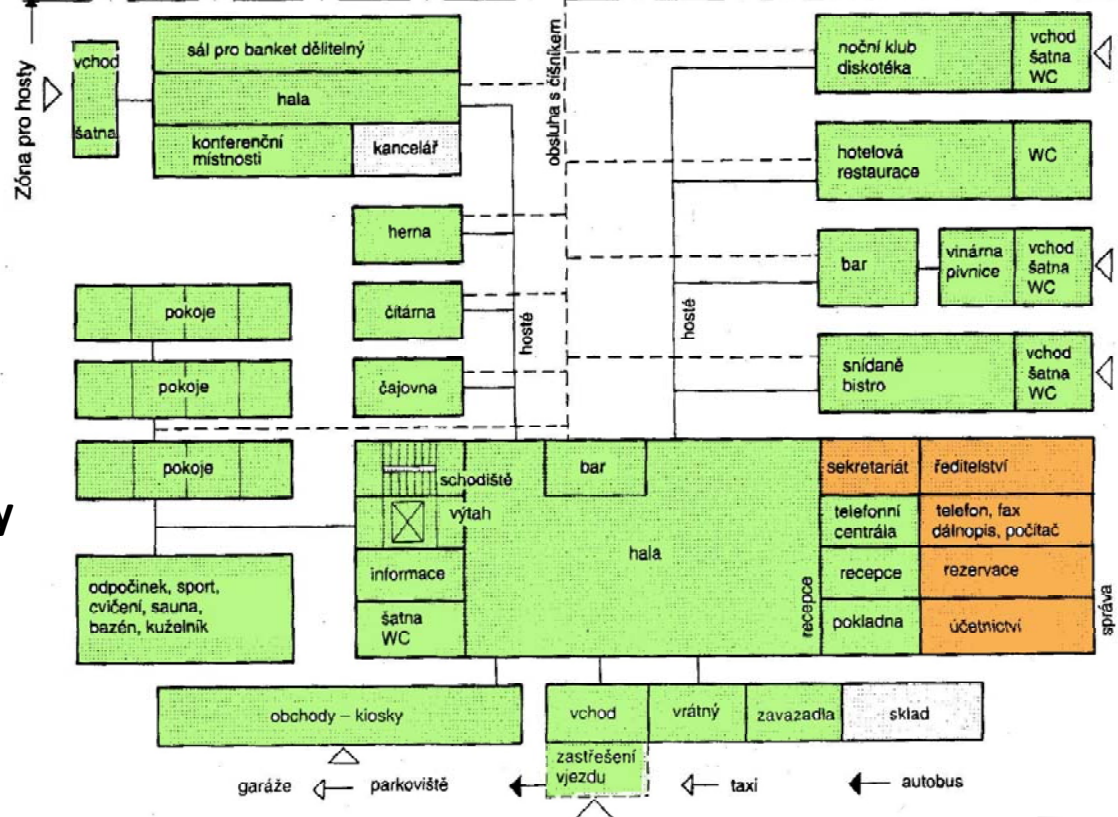 Zóna pro hosty
vchod
šatna
sál pro banket dělitelný
hala
konferenční
místnosti
kancelář
obsluha s číšníkem
noční klub
diskotéka
vchod
šatna
WC
hotelová
restaurace
WC
herna
bar
vinárna
pivnice
vchod
šatna
WC
čítárna
hosté
hosté
pokoje
čajovna
snídaně
bistro
vchod
šatna
WC
pokoje
pokoje
schodiště
výtah
bar
hala
sekretariát
ředitelství
telefonní
centrála
telefon, fax
dálnopis, počítač
informace
recepce
recepce
rezervace
správa
odpočinek, sport,
cvičení, sauna,
bazén, kuželník
šatna
WC
pokladna
účetnictví
obchody – kiosky
vchod
vrátný
zavazadla
sklad
zastřešení
vjezdu
garáže
parkoviště
taxi
autobus